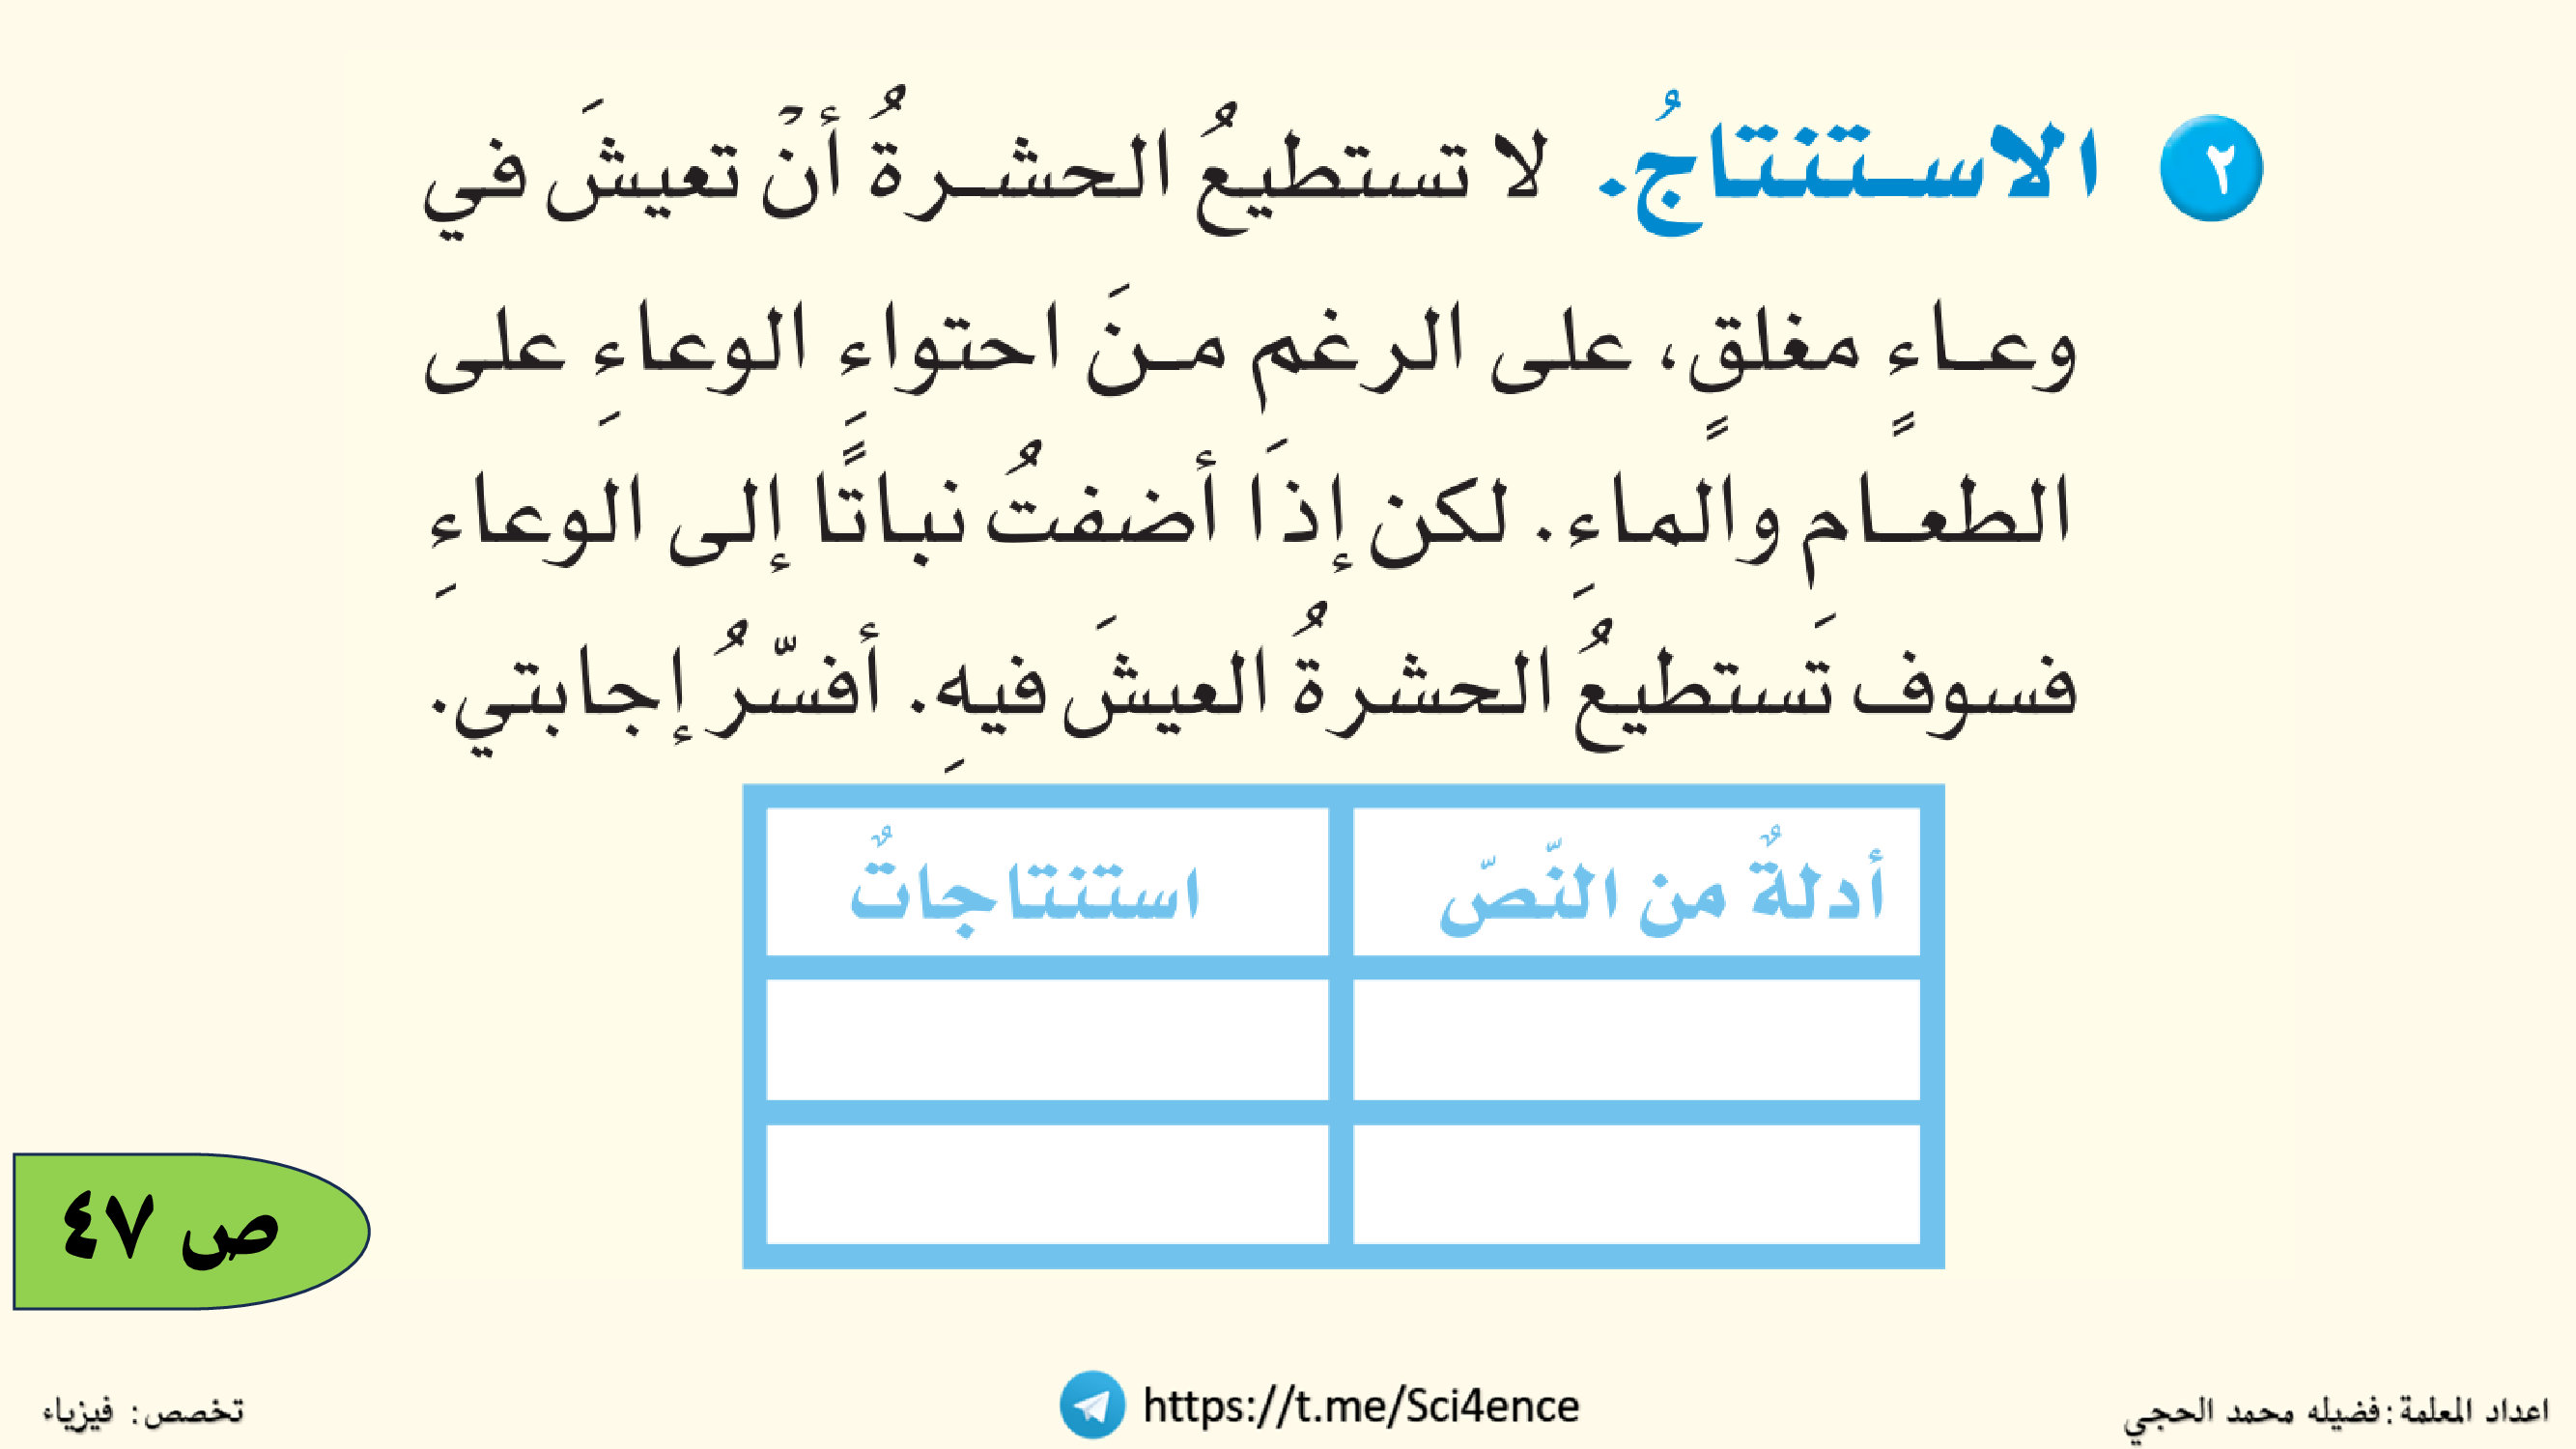 ٢ الاستنتاجُ. لا تستطيعُ الحشرةُ أنْ تعيشَ في
وعاءٍ مغلقٍ، على الرغم منَ احتواءِ الوعاءِ على
الطعام والماءِ. لكن إذَا أضفتُ نباتًا إلى الوعاءِ
فسوف تَستطيعُ الحشرةُ العيشَ فيهِ. أفسّرُ إجابتي.
أدلةٌ من النّصّ
استنتاجاتٌ
ص ٤٧
اعداد المعلمة: فضيله محمد الحجي
https://t.me/Sci4ence
تخصص: فيزياء